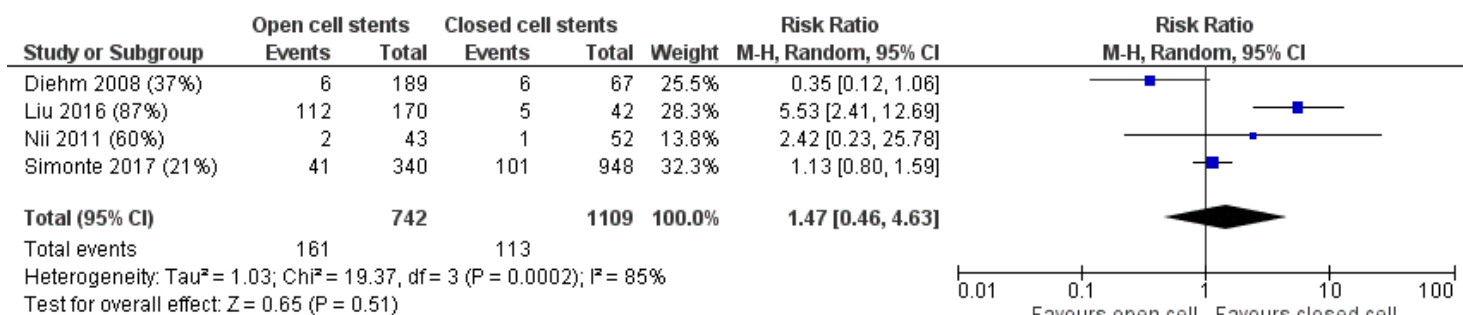 Open cell stents Closed cell stents Risk Ratio Risk Ratio
Study or Subgroup Events Total Events Total Weight M-H, Random, 95% CI M-H, Random, 95% CI
Diehm 2008 (37%) 6 189 6 67 25.5% 0.35 [0.12, 1.06]
Liu 2016 (87%) 112 170 5 42 28.3% 5.53 [2.41, 12.69]
Nii 2011 (60%) 2 43 1 52 13.8% 2.42 [0.23, 25.78]
Simonte 2017 (21%) 41 340 101 948 32.3% 1.13 [0.80, 1.59]
Total (95% CI) 742 1109 100.0% 1.47 [0.46, 4.63]
Total events 161 113
Heterogeneity: Tau² = 1.03; Chi² = 19.37, df = 3 (P = 0.0002); I² = 85%
Test for overall effect: Z = 0.65 (P = 0.51)
0.01 0.1 1 10 100
Favours open cell Favours closed cell